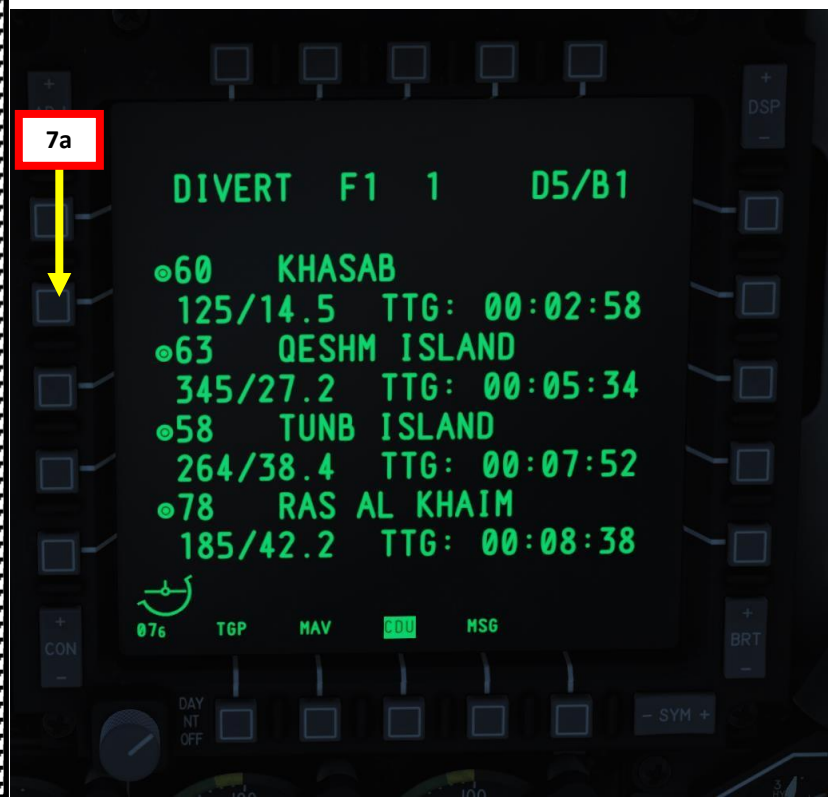 +
DSP
-
7a
DIVERT F1 1 D5/B1
60 KHASAB
125/14.5 TTG: 00:02:58
63 QESHM ISLAND
345/27.2 TTG: 00:05:34
58 TUNB ISLAND
264/38.4 TTG: 00:07:52
78 RAS AL KHAIM
185/42.2 TTG: 00:08:38
076 TGP MAV CDU MSG
+
CON
-
+
BRT
-
DAY
NT
OFF
- SYM +
100
3